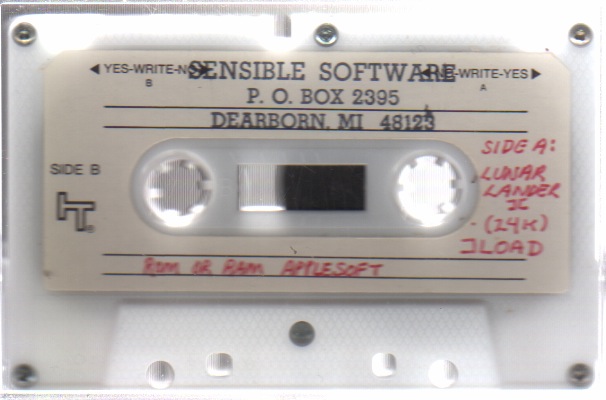 ◀ YES-WRITE-NO SENSIBLE SOFTWARE NO-WRITE-YES ▶
B A
P. O. BOX 2395
DEARBORN, MI 48123
SIDE B
SIDE A:
LUNAR
LANDER
II
- (24K)
]LOAD
ROM OR RAM APPLESOFT